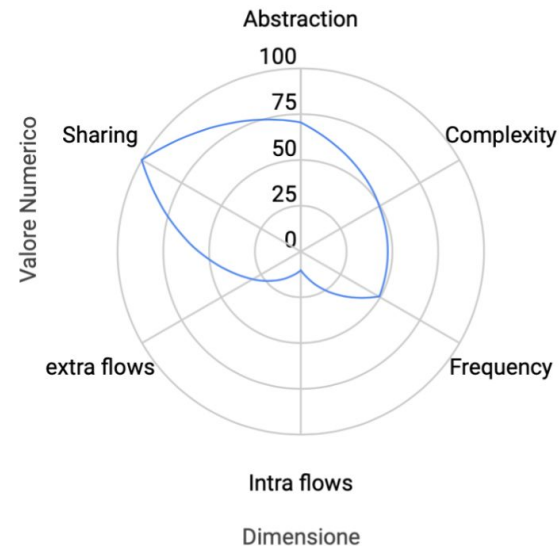 Abstraction
100
75
50
25
0
Sharing
Complexity
Valore Numerico
extra flows
Frequency
Intra flows
Dimensione